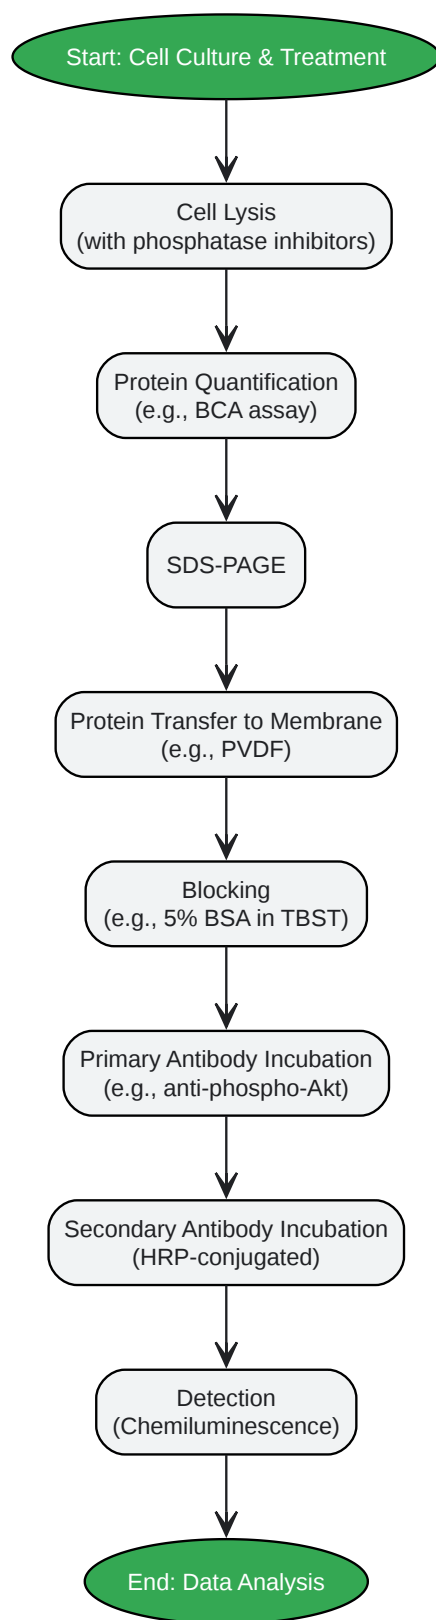 Start: Cell Culture & Treatment
Cell Lysis
(with phosphatase inhibitors)
Protein Quantification
(e.g., BCA assay)
SDS-PAGE
Protein Transfer to Membrane
(e.g., PVDF)
Blocking
(e.g., 5% BSA in TBST)
Primary Antibody Incubation
(e.g., anti-phospho-Akt)
Secondary Antibody Incubation
(HRP-conjugated)
Detection
(Chemiluminescence)
End: Data Analysis